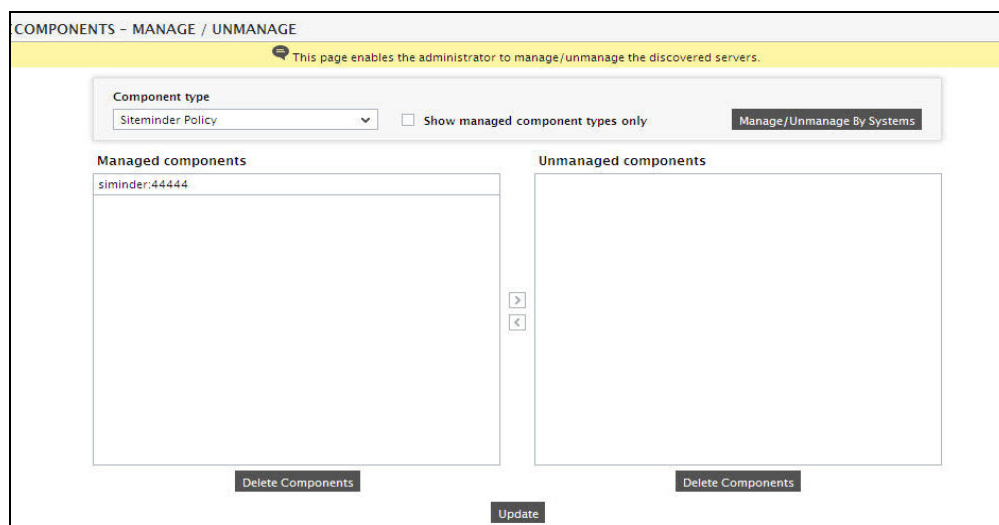 COMPONENTS - MANAGE / UNMANAGE
This page enables the administrator to manage/unmanage the discovered servers.
Component type
Siteminder Policy
Show managed component types only
Manage/Unmanage By Systems
Managed components
Unmanaged components
siminder:44444
>
<
Delete Components
Delete Components
Update